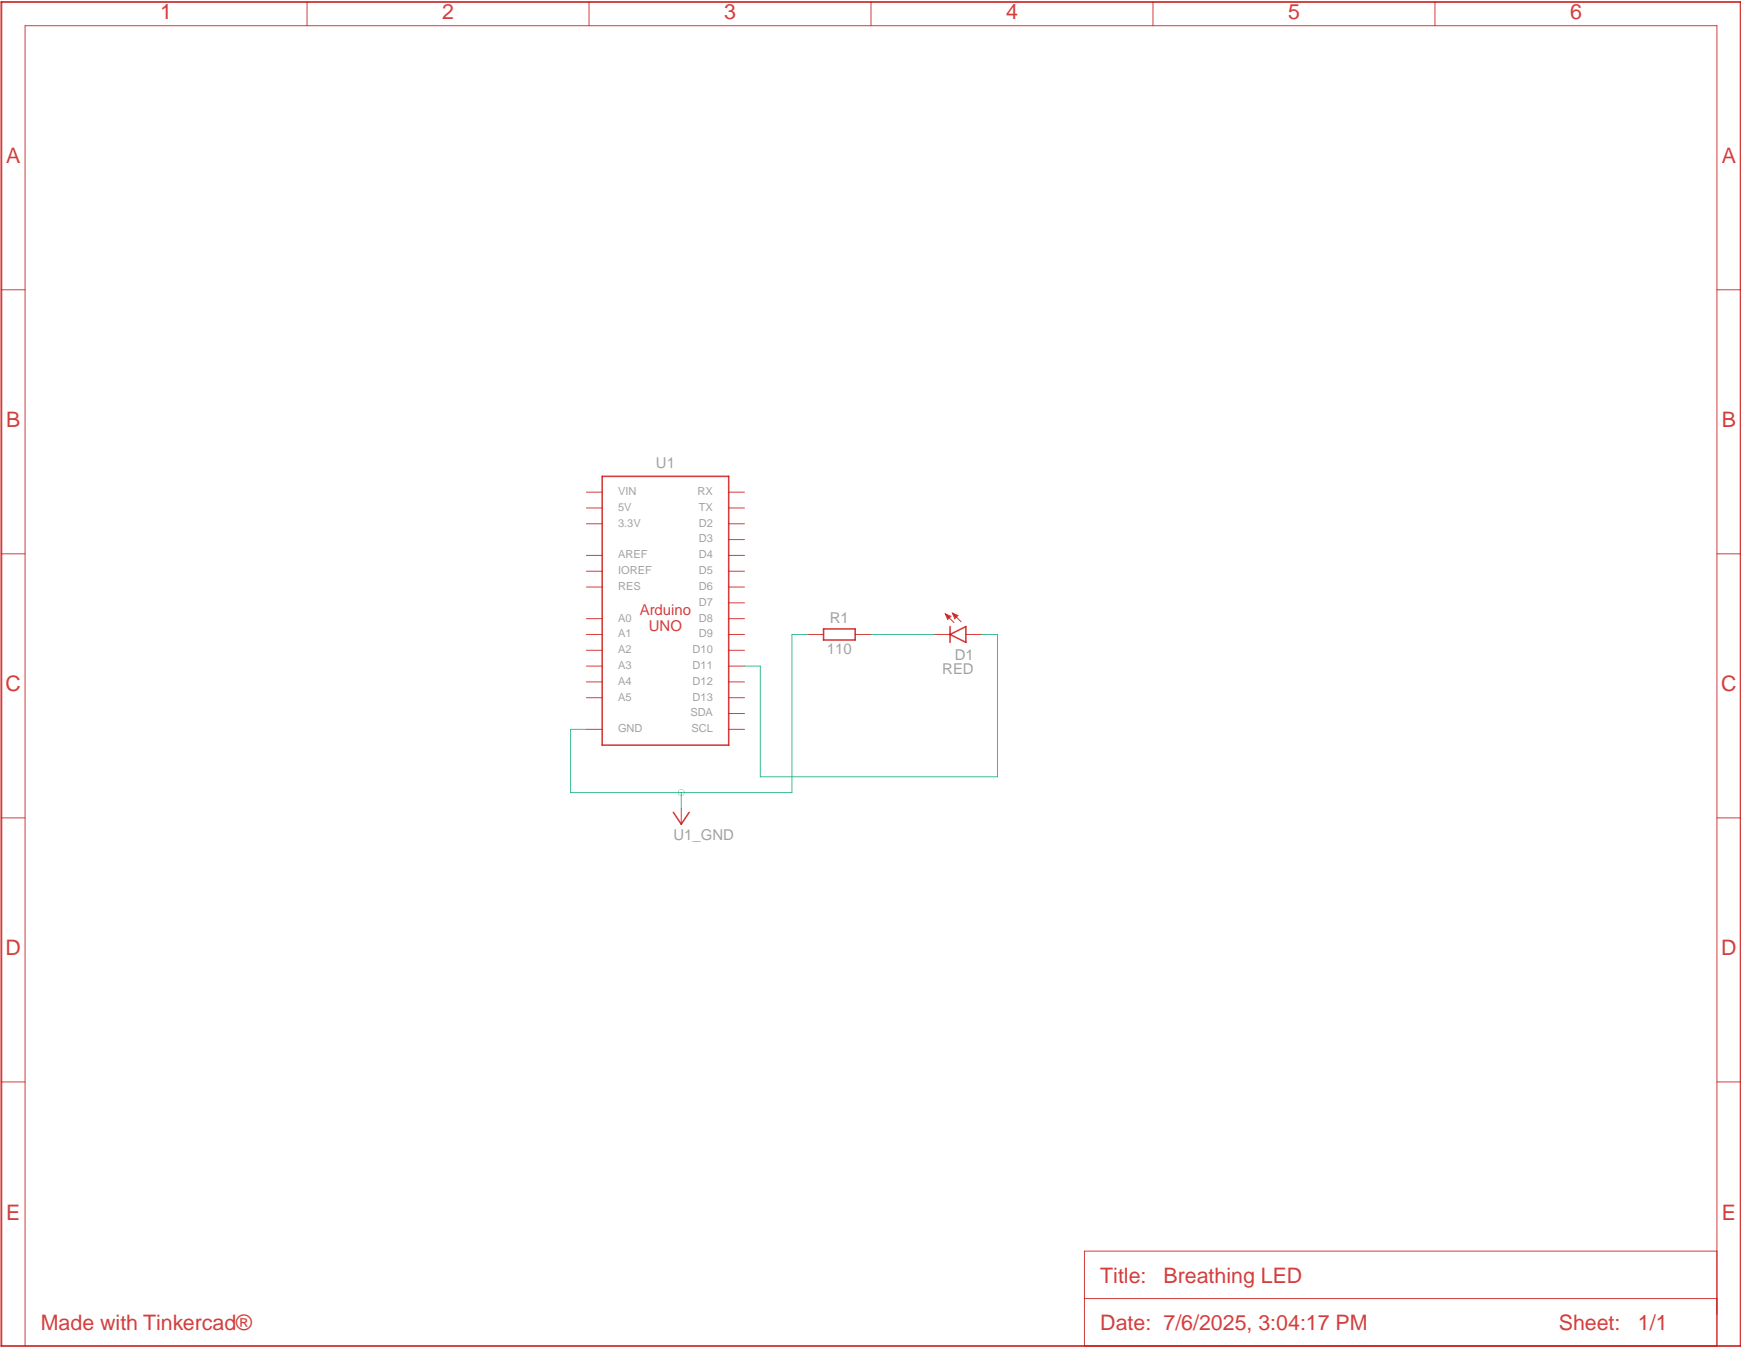 1 2 3 4 5 6
A A
B B
U1
VIN RX
5V TX
3.3V D2
D3
AREF D4
IOREF D5
RES D6
D7
Arduino
UNO
A0 D8
A1 D9
A2 D10
A3 D11
A4 D12
A5 D13
SDA
GND SCL
R1
110
D1
RED
C C
U1_GND
D D
E E
Title: Breathing LED
Date: 7/6/2025, 3:04:17 PM Sheet: 1/1
Made with Tinkercad®